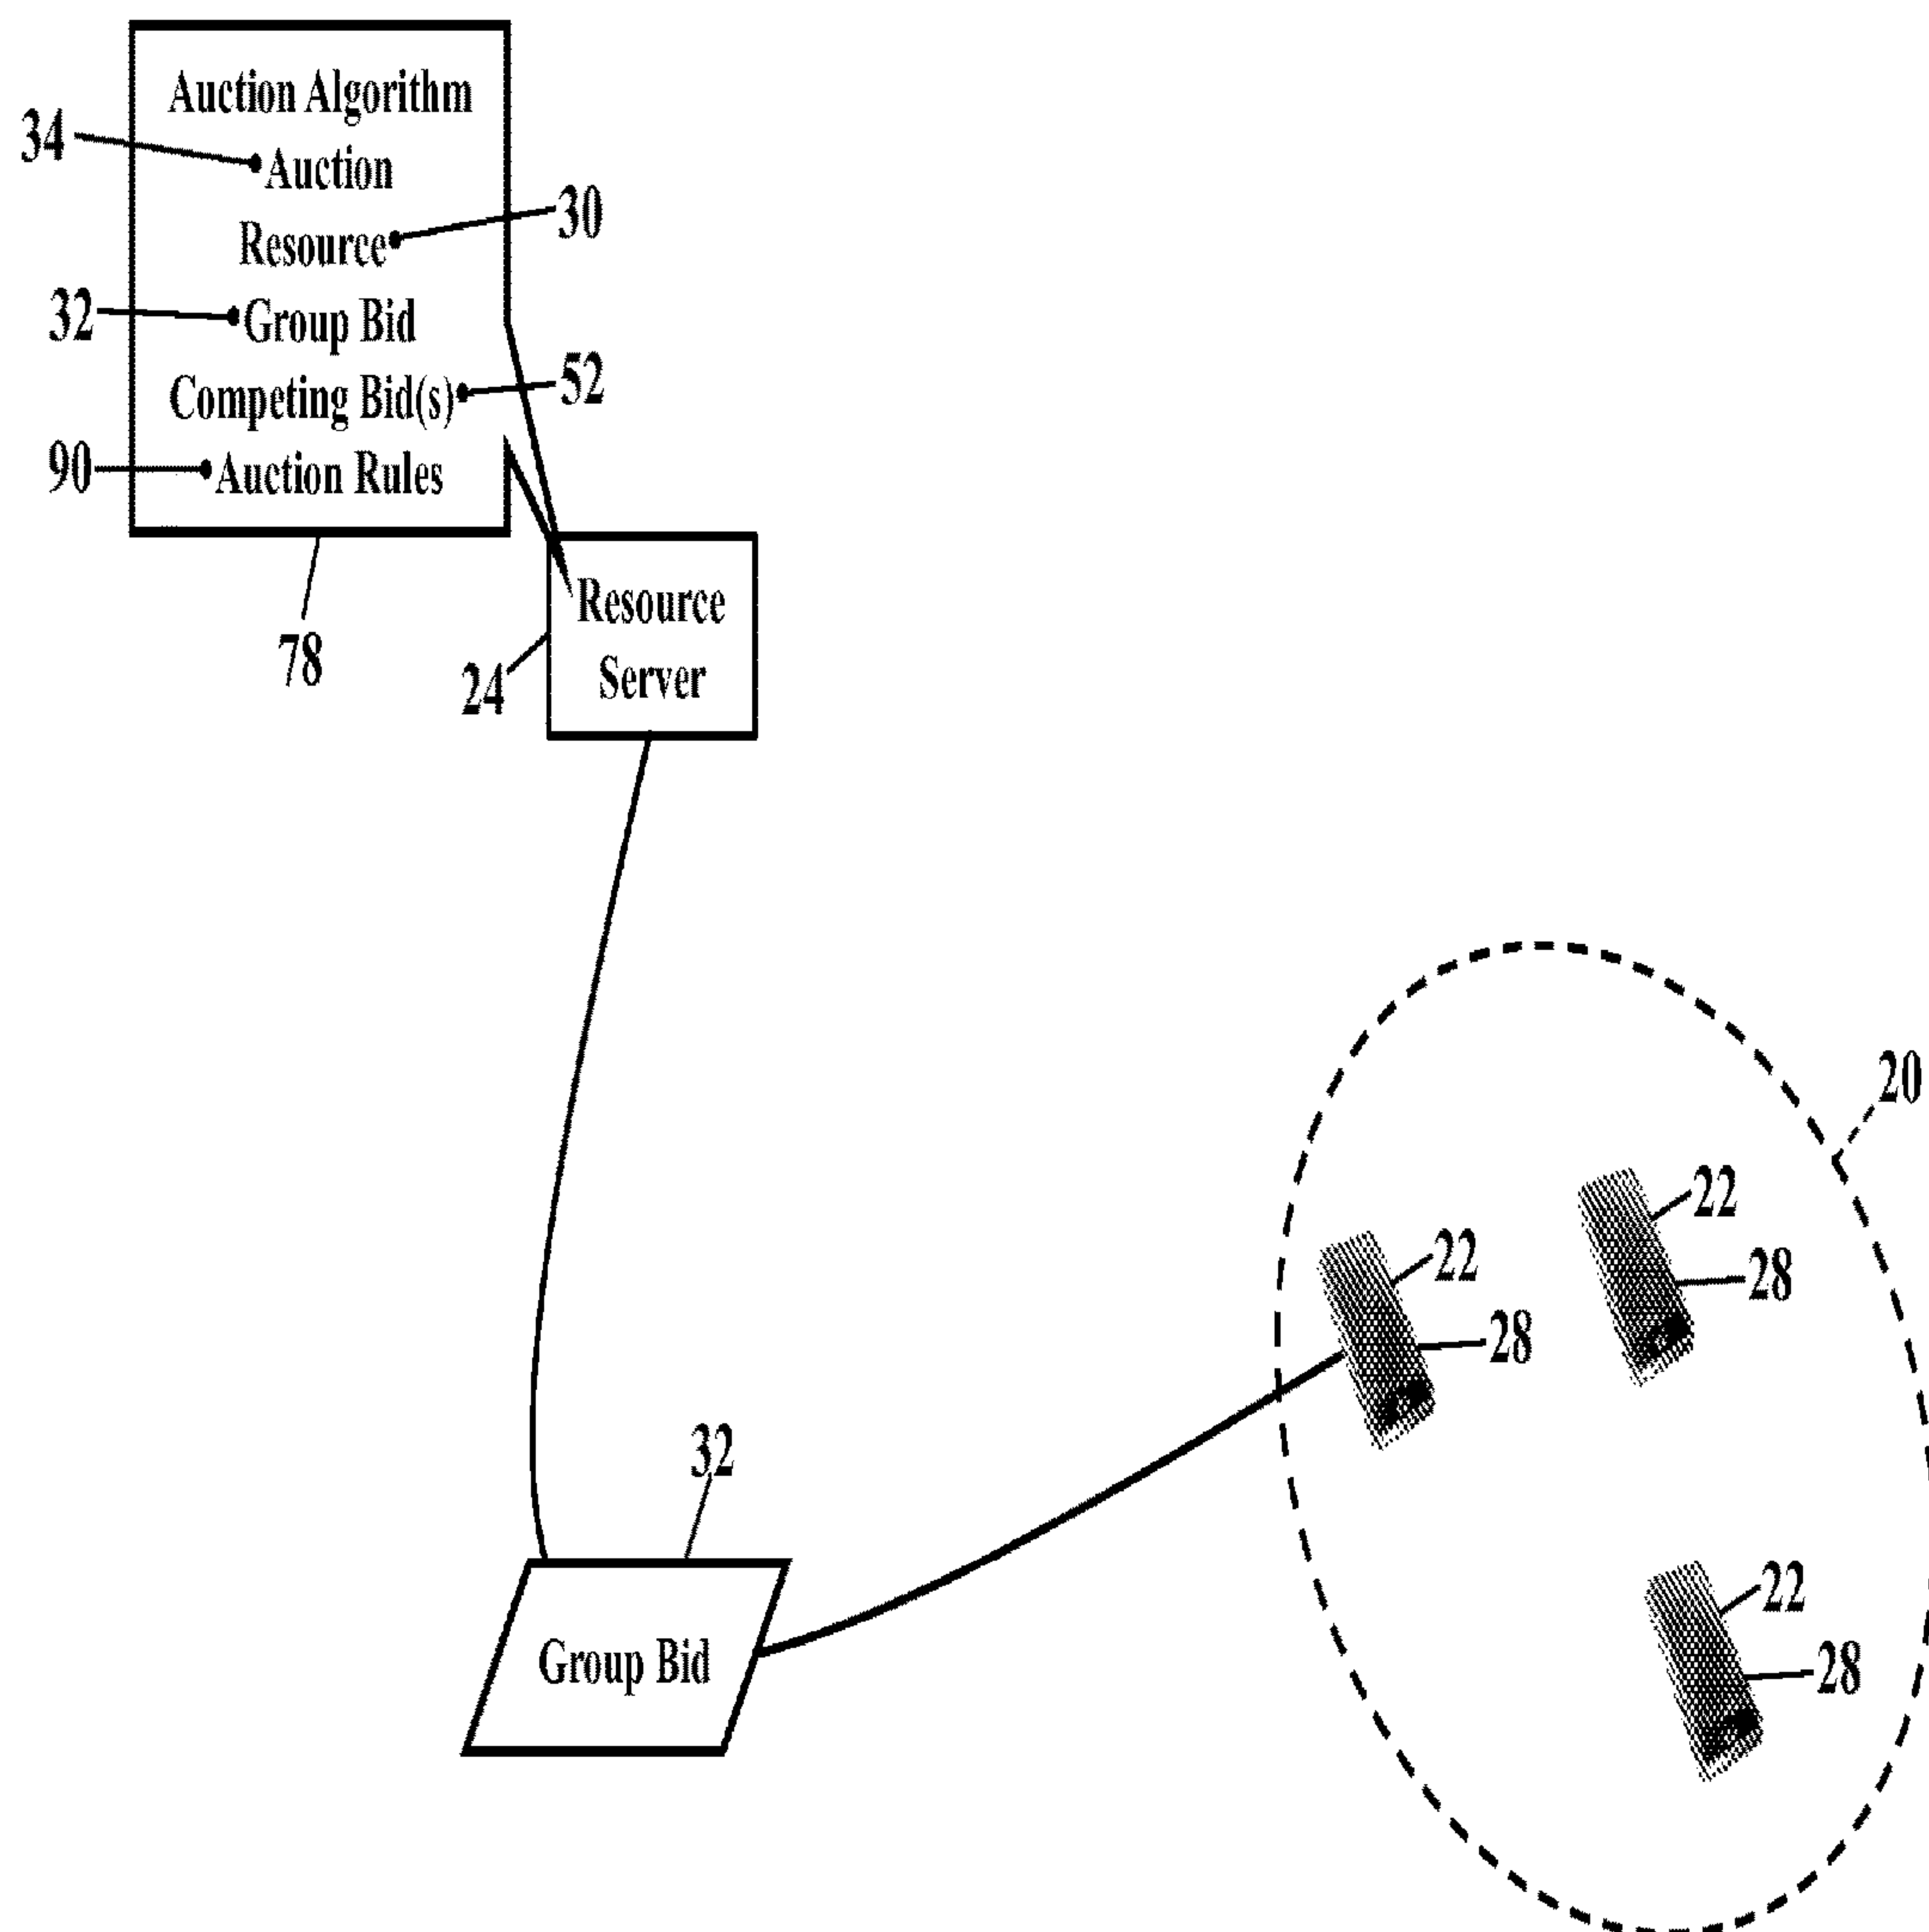 Auction Algorithm
34
Auction
30
Resource
32
Group Bid
52
Competing Bid(s)
90
Auction Rules
78
Resource
Server
24
20
22
28
22
28
32
Group Bid
22
28